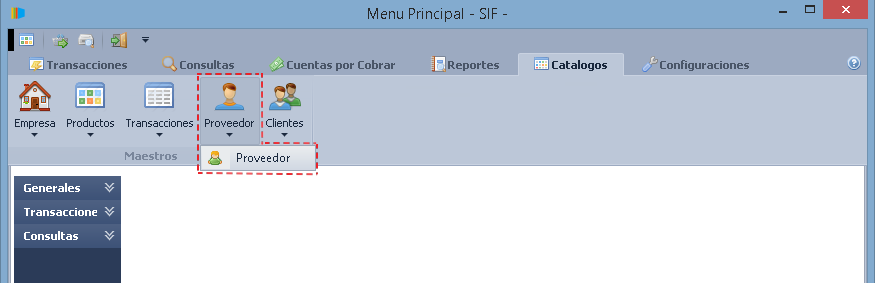 Menu Principal - SIF -
Transacciones Consultas Cuentas por Cobrar Reportes Catalogos Configuraciones
Empresa Productos Transacciones Proveedor Clientes
Maestros
Proveedor
Generales
Transaccione
Consultas